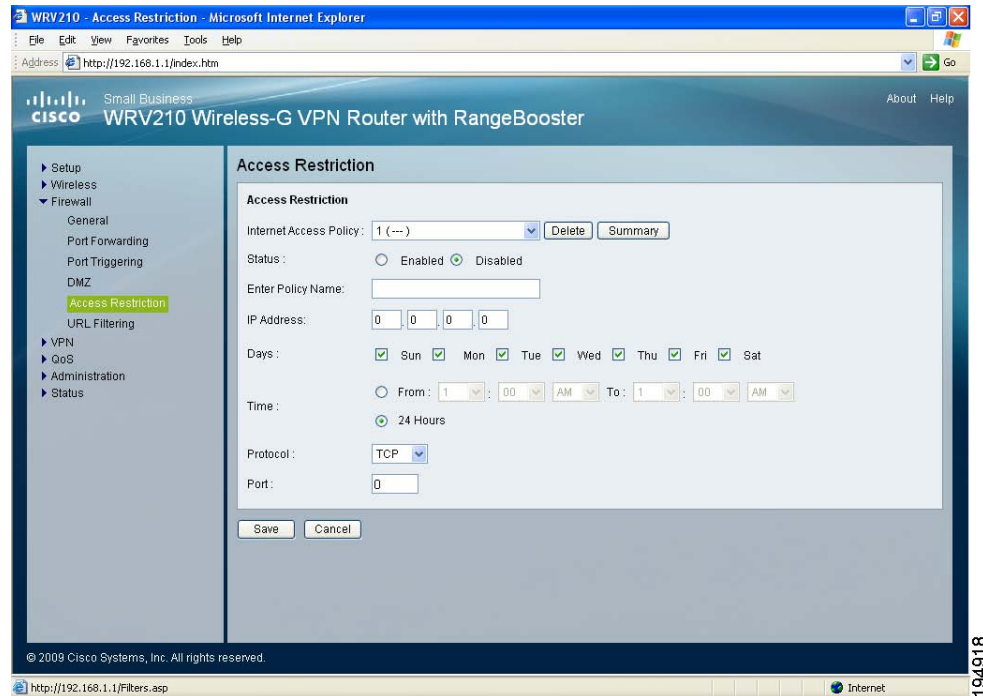 WRV210 - Access Restriction - Microsoft Internet Explorer
File Edit View Favorites Tools Help
Address http://192.168.1.1/index.htm Go
cisco Small Business
WRV210 Wireless-G VPN Router with RangeBooster
About Help
Setup
Wireless
Firewall
General
Port Forwarding
Port Triggering
DMZ
Access Restriction
URL Filtering
VPN
QoS
Administration
Status
Access Restriction
Access Restriction
Internet Access Policy : 1 ( --- ) Delete Summary
Status : Enabled Disabled
Enter Policy Name:
IP Address: 0 . 0 . 0 . 0
Days : Sun Mon Tue Wed Thu Fri Sat
Time : From : 1 : 00 AM To : 1 : 00 AM
24 Hours
Protocol : TCP
Port : 0
Save Cancel
© 2009 Cisco Systems, Inc. All rights reserved.
http://192.168.1.1/Filters.asp Internet
194918